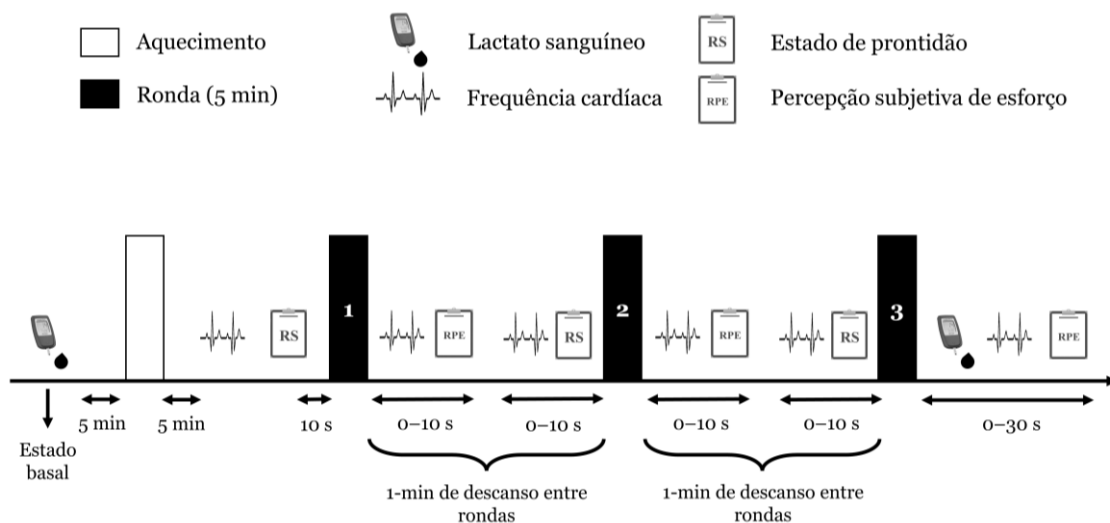 Aquecimento
Lactato sanguíneo
RS
Estado de prontidão
Ronda (5 min)
Frequência cardíaca
RPE
Percepção subjetiva de esforço
RS
1
RPE
RS
2
RPE
RS
3
RPE
5 min
5 min
10 s
0–10 s
0–10 s
0–10 s
0–10 s
0–30 s
Estado
basal
1-min de descanso entre
rondas
1-min de descanso entre
rondas